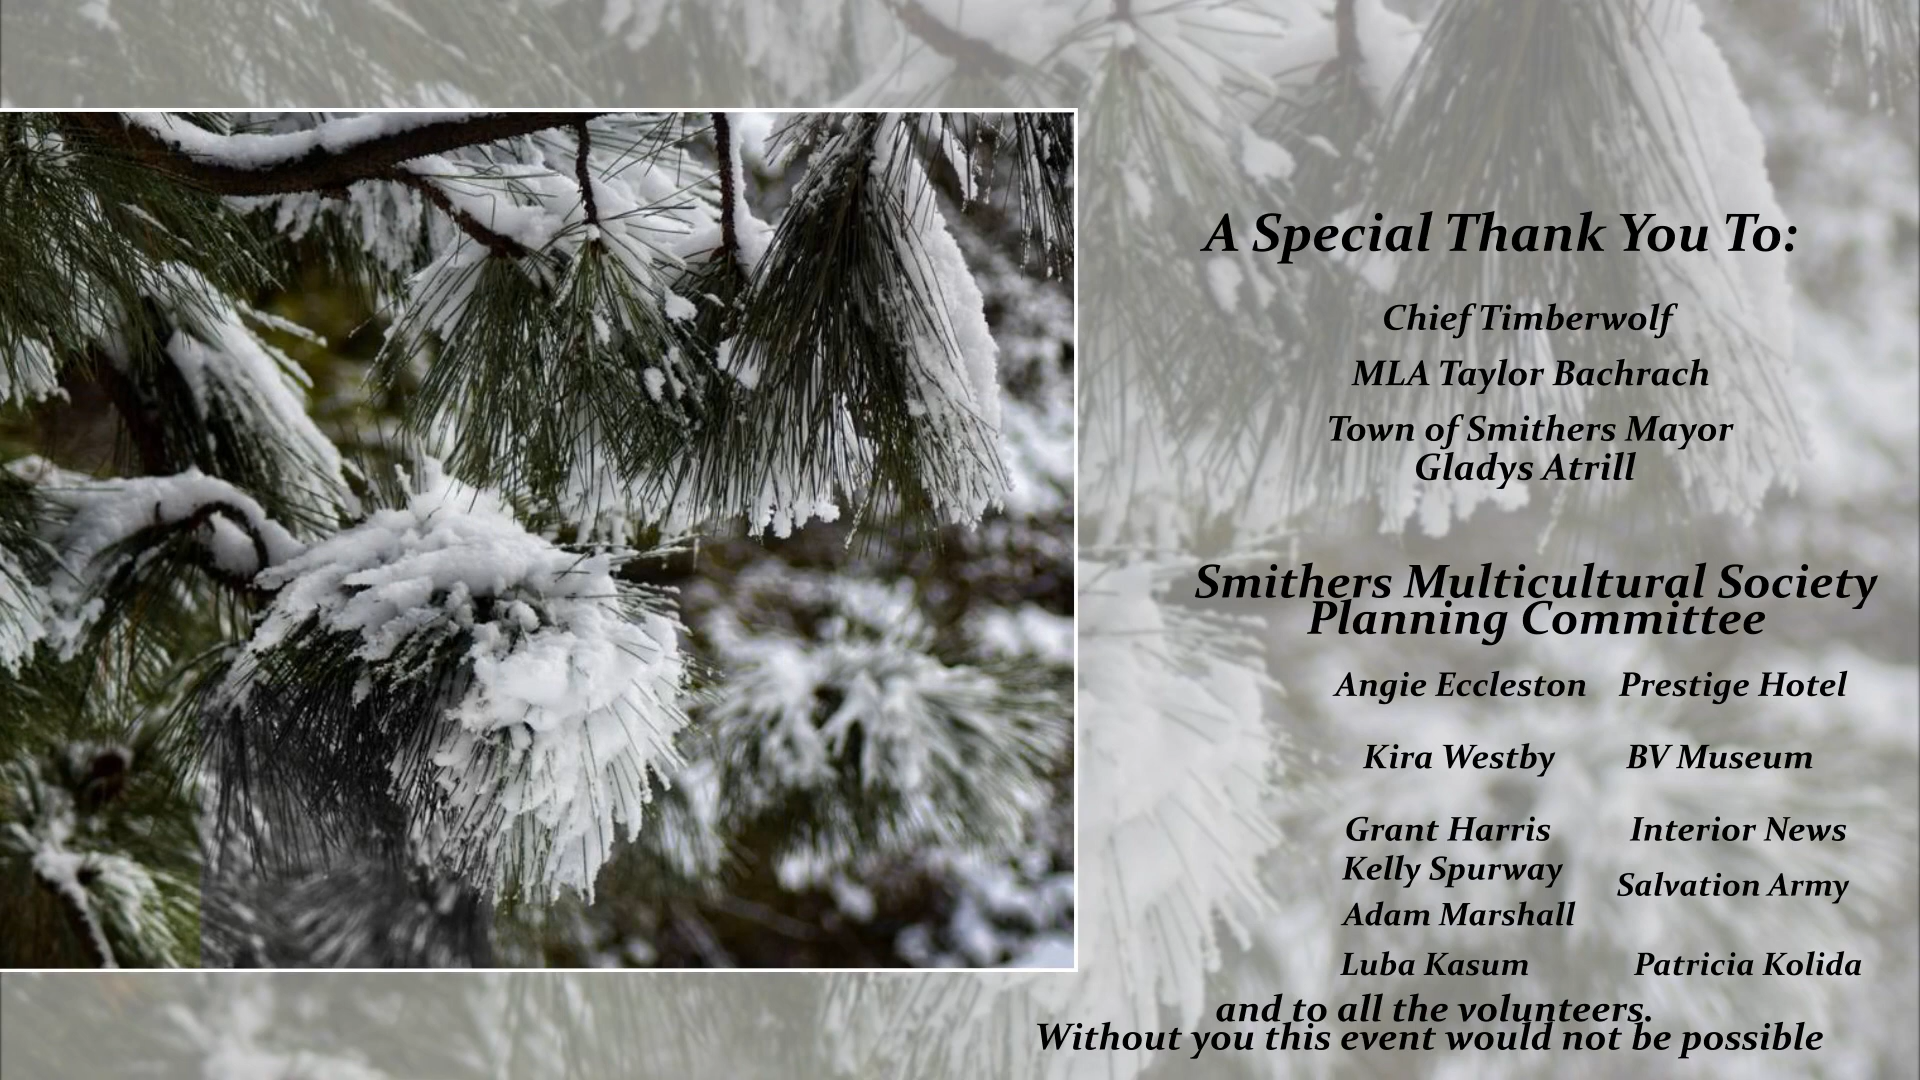 A Special Thank You To:
Chief Timberwolf
MLA Taylor Bachrach
Town of Smithers Mayor
Gladys Atrill
Smithers Multicultural Society
Planning Committee
Angie Eccleston Prestige Hotel
Kira Westby BV Museum
Grant Harris Interior News
Kelly Spurway
Salvation Army
Adam Marshall
Luba Kasum Patricia Kolida
and to all the volunteers.
Without you this event would not be possible